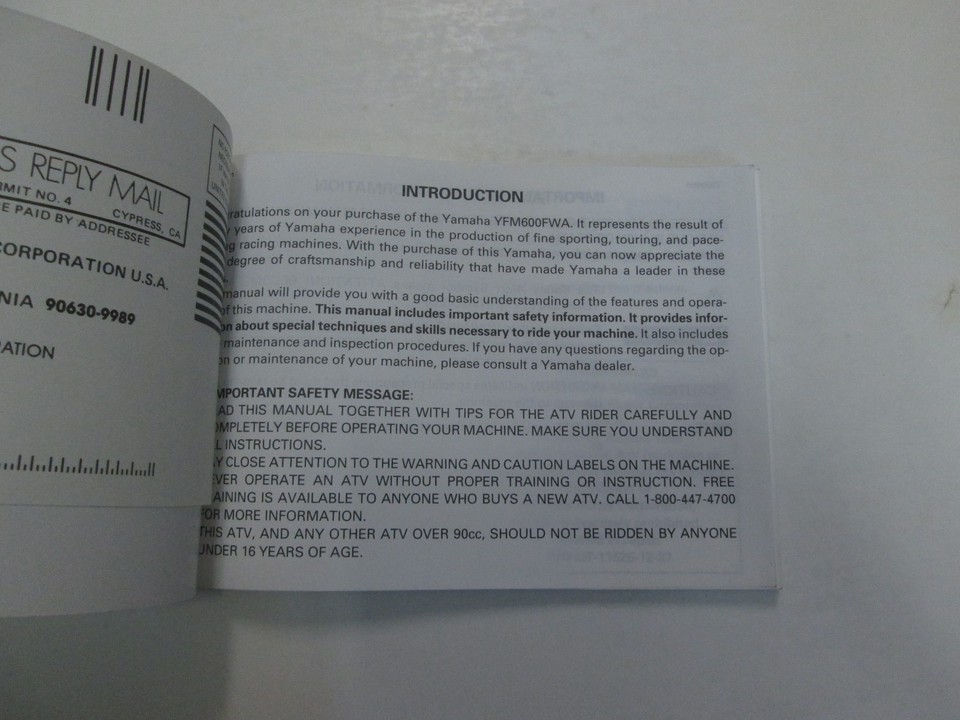 S REPLY MAIL
RMIT NO. 4 CYPRESS, CA
E PAID BY ADDRESSEE
CORPORATION U.S.A.
NIA 90630-9989
ATION
INTRODUCTION
ratulations on your purchase of the Yamaha YFM600FWA. It represents the result of
years of Yamaha experience in the production of fine sporting, touring, and pace-
g racing machines. With the purchase of this Yamaha, you can now appreciate the
degree of craftsmanship and reliability that have made Yamaha a leader in these
manual will provide you with a good basic understanding of the features and opera-
of this machine. This manual includes important safety information. It provides infor-
on about special techniques and skills necessary to ride your machine. It also includes
maintenance and inspection procedures. If you have any questions regarding the op-
on or maintenance of your machine, please consult a Yamaha dealer.
MPORTANT SAFETY MESSAGE:
AD THIS MANUAL TOGETHER WITH TIPS FOR THE ATV RIDER CAREFULLY AND
OMPLETELY BEFORE OPERATING YOUR MACHINE. MAKE SURE YOU UNDERSTAND
L INSTRUCTIONS.
AY CLOSE ATTENTION TO THE WARNING AND CAUTION LABELS ON THE MACHINE.
EVER OPERATE AN ATV WITHOUT PROPER TRAINING OR INSTRUCTION. FREE
AINING IS AVAILABLE TO ANYONE WHO BUYS A NEW ATV. CALL 1-800-447-4700
FOR MORE INFORMATION.
THIS ATV, AND ANY OTHER ATV OVER 90cc, SHOULD NOT BE RIDDEN BY ANYONE
UNDER 16 YEARS OF AGE.